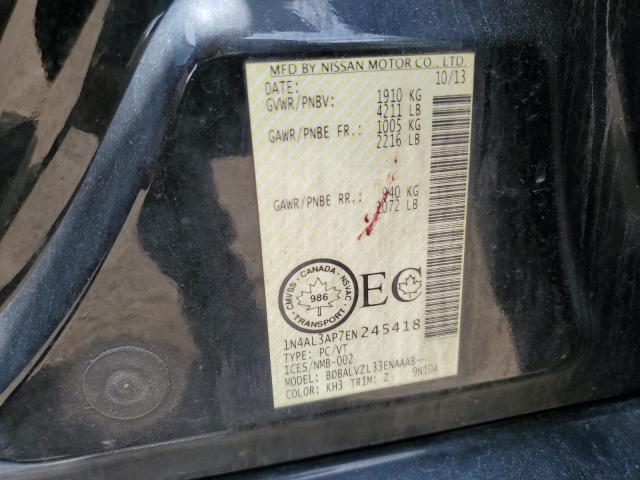 MFD BY NISSAN MOTOR CO., LTD.
DATE: 10/13
GVWR/PNBV: 1910 KG
4211 LB
GAWR/PNBE FR.: 1005 KG
2216 LB
GAWR/PNBE RR.: 940 KG
2072 LB
CANADA
CMVSS NSVAC
986
TRANSPORT
EC
1N4AL3AP7EN245418
TYPE: PC/VT
ICES/NMB-002
MODEL: BDBALVZL33ENAAAB--
COLOR: KH3 TRIM: Z 9N10A